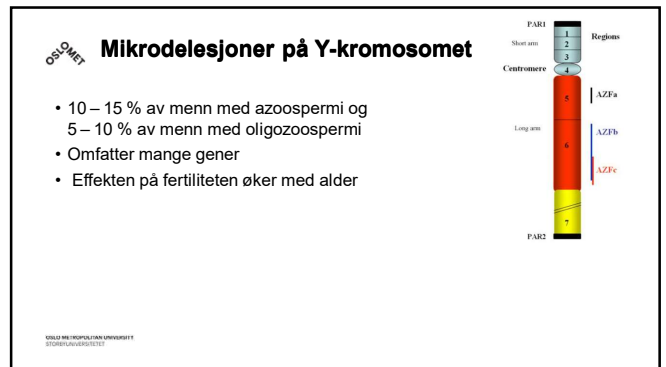 OSLOMET
Mikrodelesjoner på Y-kromosomet
• 10 – 15 % av menn med azoospermi og
5 – 10 % av menn med oligozoospermi
• Omfatter mange gener
• Effekten på fertiliteten øker med alder
PAR1
Regions
Short arm
1
2
3
Centromere
4
5
AZFa
Long arm
AZFb
6
AZFc
7
PAR2
OSLO METROPOLITAN UNIVERSITY
STORBYUNIVERSITETET